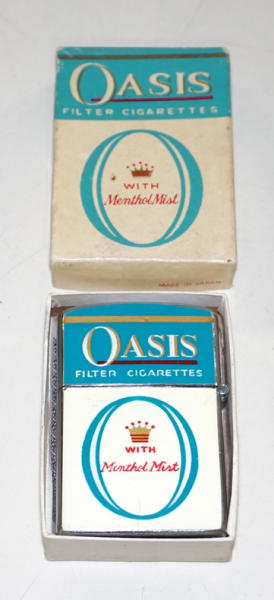 OASIS
FILTER CIGARETTES
WITH
Menthol Mist
MADE IN JAPAN
OASIS
FILTER CIGARETTES
WITH
Menthol Mist